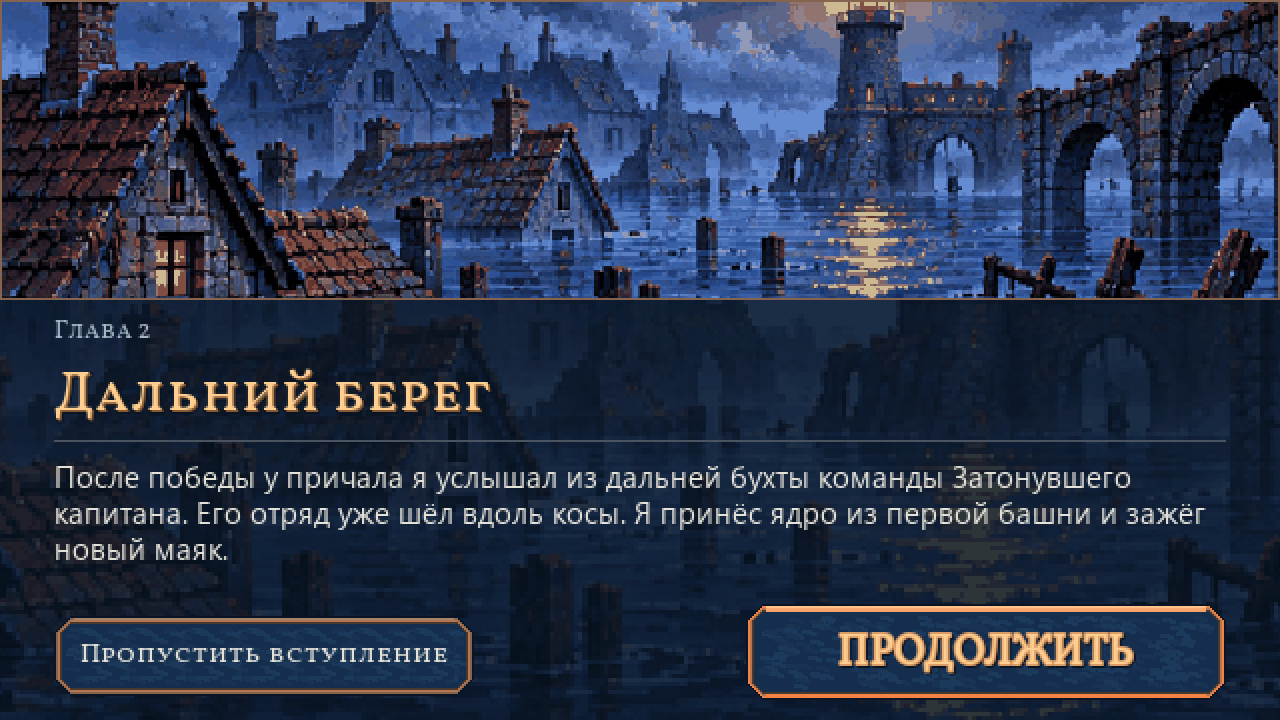 Глава 2
Дальний берег
После победы у причала я услышал из дальней бухты команды Затонувшего
капитана. Его отряд уже шёл вдоль косы. Я принёс ядро из первой башни и зажёг
новый маяк.
Пропустить вступление
ПРОДОЛЖИТЬ